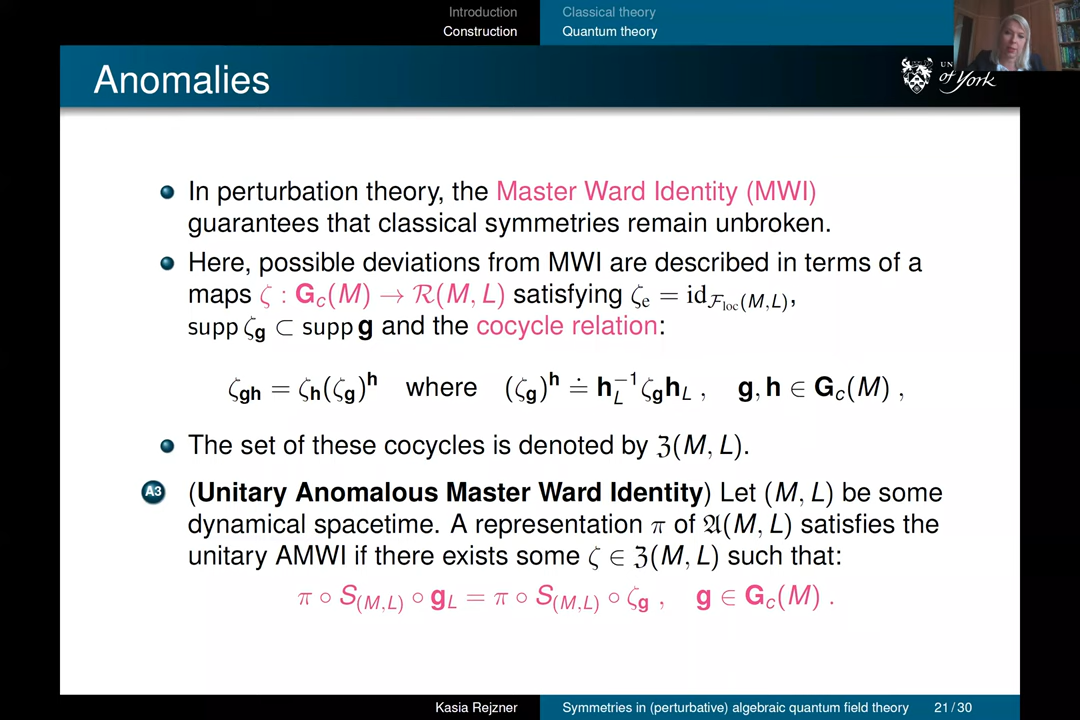 Introduction
Construction
Classical theory
Quantum theory
Anomalies
of York
In perturbation theory, the Master Ward Identity (MWI)
guarantees that classical symmetries remain unbroken.
Here, possible deviations from MWI are described in terms of a
maps ζ : G_c(M) → ℛ(M, L) satisfying ζ_e = id_{ℱ_loc(M,L)},
supp ζ_g ⊂ supp g and the cocycle relation:
ζ_{gh} = ζ_h(ζ_g)^h where (ζ_g)^h ≐ h_L^{-1} ζ_g h_L , g, h ∈ G_c(M) ,
The set of these cocycles is denoted by ℨ(M, L).
A3 (Unitary Anomalous Master Ward Identity) Let (M, L) be some
dynamical spacetime. A representation π of 𝔄(M, L) satisfies the
unitary AMWI if there exists some ζ ∈ ℨ(M, L) such that:
π ∘ S_{(M,L)} ∘ g_L = π ∘ S_{(M,L)} ∘ ζ_g , g ∈ G_c(M) .
Kasia Rejzner
Symmetries in (perturbative) algebraic quantum field theory
21 / 30